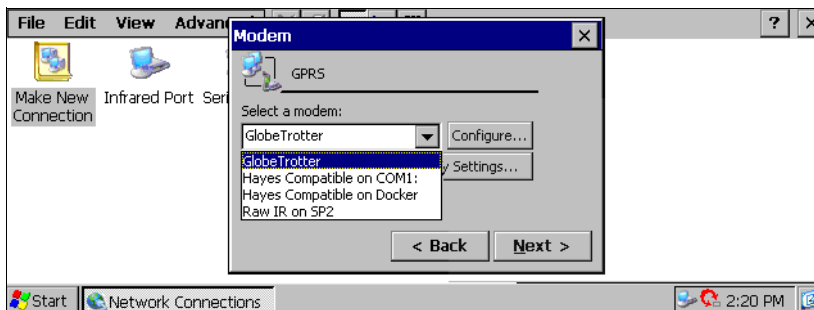 File Edit View Advan
? ×
Modem ×
GPRS
Make New
Connection
Infrared Port Seri
Select a modem:
GlobeTrotter
Configure...
GlobeTrotter
Hayes Compatible on COM1:
Hayes Compatible on Docker
Raw IR on SP2
y Settings...
< Back Next >
Start Network Connections 2:20 PM